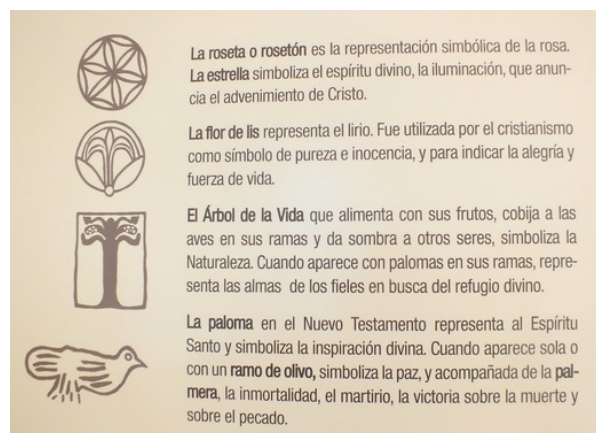 La roseta o rosetón es la representación simbólica de la rosa.
La estrella simboliza el espíritu divino, la iluminación, que anun-
cia el advenimiento de Cristo.
La flor de lis representa el lirio. Fue utilizada por el cristianismo
como símbolo de pureza e inocencia, y para indicar la alegría y
fuerza de vida.
El Árbol de la Vida que alimenta con sus frutos, cobija a las
aves en sus ramas y da sombra a otros seres, simboliza la
Naturaleza. Cuando aparece con palomas en sus ramas, repre-
senta las almas de los fieles en busca del refugio divino.
La paloma en el Nuevo Testamento representa al Espíritu
Santo y simboliza la inspiración divina. Cuando aparece sola o
con un ramo de olivo, simboliza la paz, y acompañada de la pal-
mera, la inmortalidad, el martirio, la victoria sobre la muerte y
sobre el pecado.